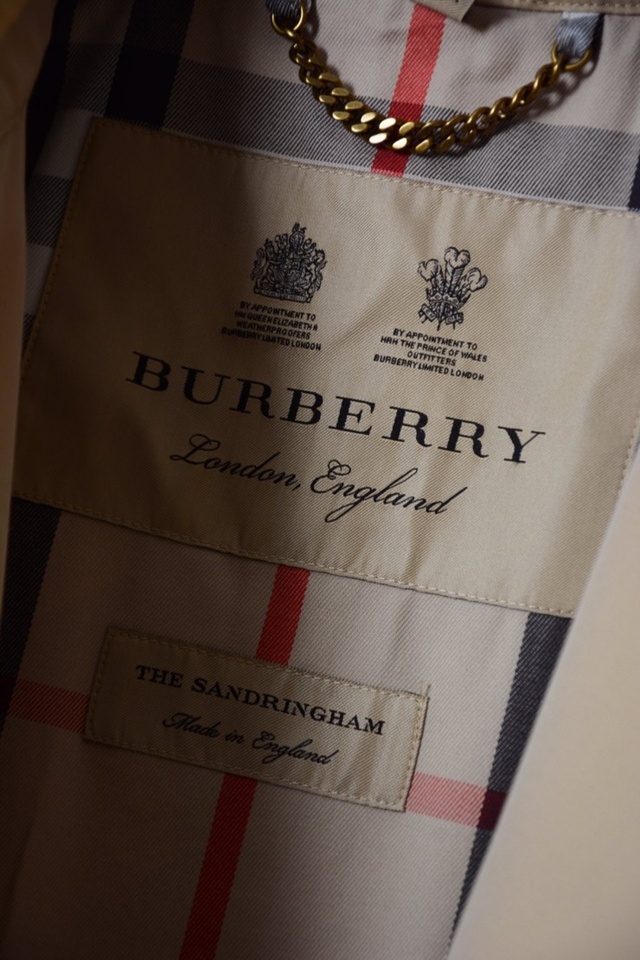 BY APPOINTMENT TO
HM QUEEN ELIZABETH II
WEATHERPROOFERS
BURBERRY LIMITED LONDON
BY APPOINTMENT TO
HRH THE PRINCE OF WALES
OUTFITTERS
BURBERRY LIMITED LONDON
BURBERRY
London, England
THE SANDRINGHAM
Made in England